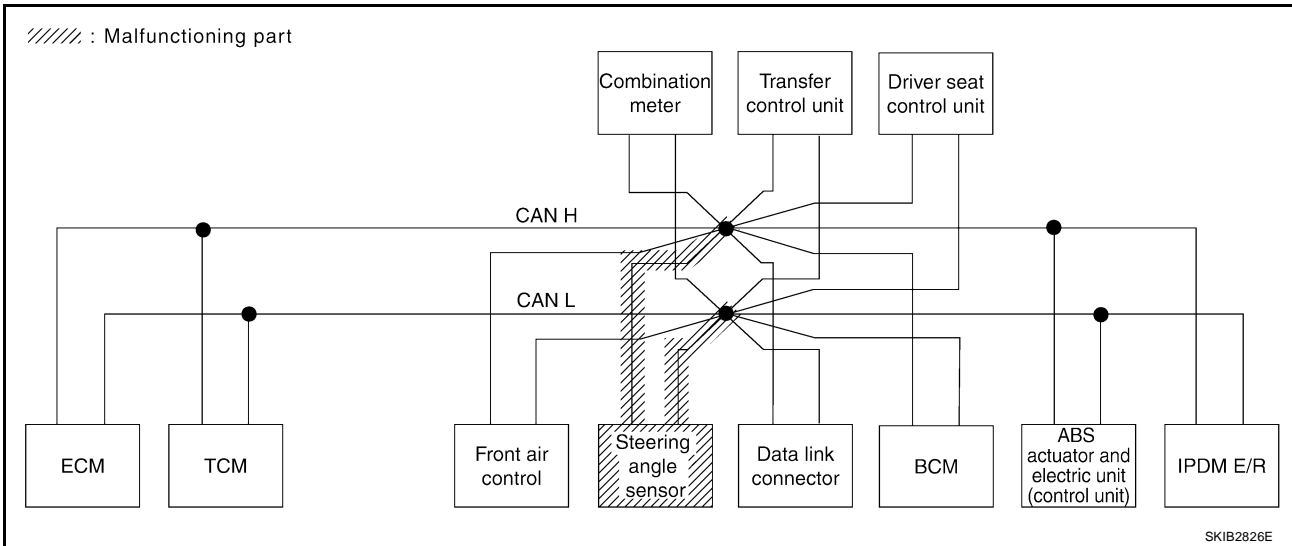 : Malfunctioning part
Combination
meter
Transfer
control unit
Driver seat
control unit
CAN H
CAN L
ECM
TCM
Front air
control
Steering
angle
sensor
Data link
connector
BCM
ABS
actuator and
electric unit
(control unit)
IPDM E/R
SKIB2826E